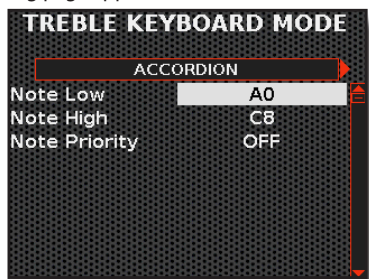 TREBLE KEYBOARD MODE
ACCORDION
Note Low A0
Note High C8
Note Priority OFF